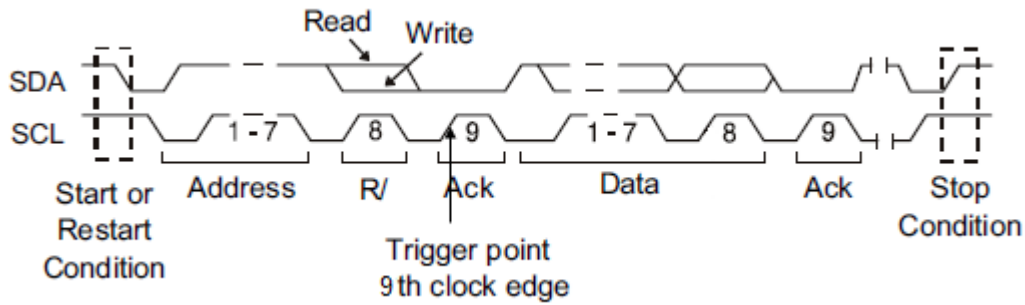 Read
Write
SDA
SCL
1 - 7
8
9
1 - 7
8
9
Address
R/
Ack
Data
Ack
Start or
Restart
Condition
Stop
Condition
Trigger point
9th clock edge